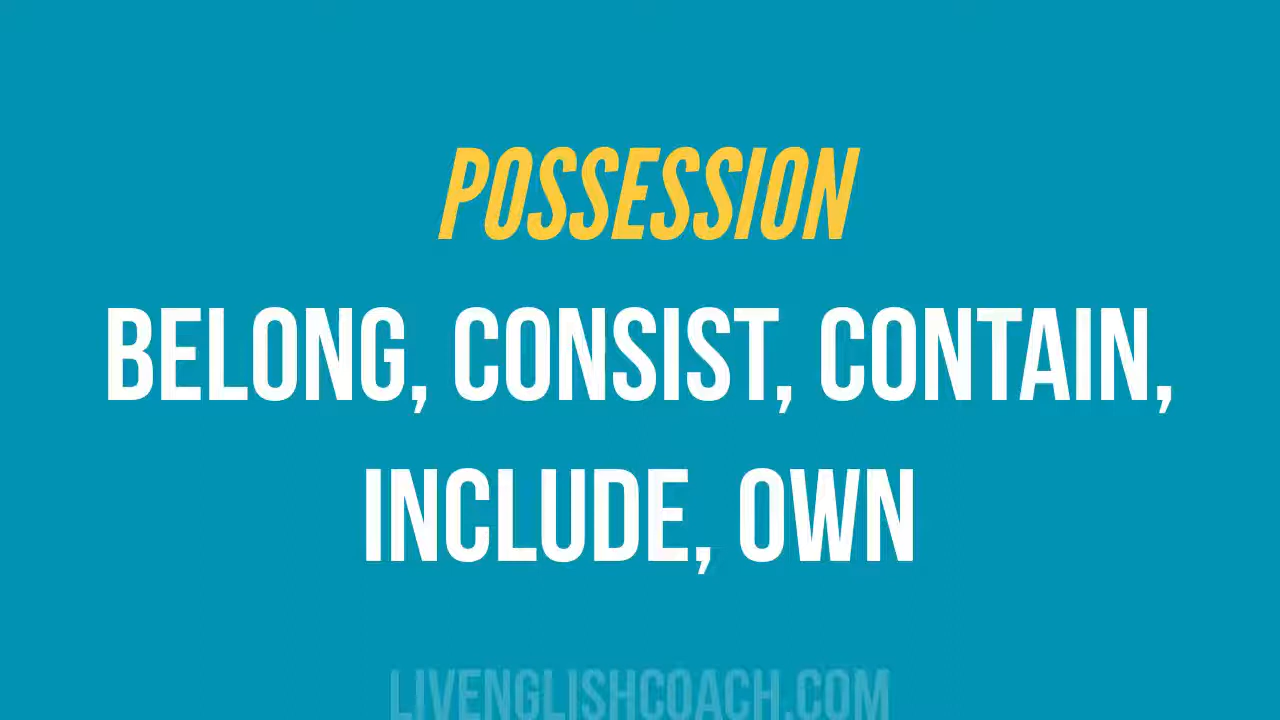 POSSESSION
BELONG, CONSIST, CONTAIN,
INCLUDE, OWN
LIVENGLISHCOACH.COM